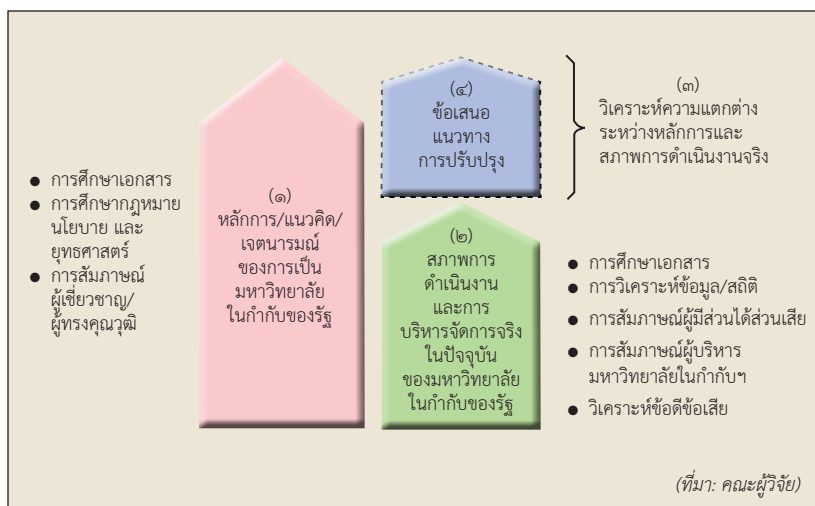 ● การศึกษาเอกสาร
● การศึกษากฎหมาย
นโยบาย และ
ยุทธศาสตร์
● การสัมภาษณ์
ผู้เชี่ยวชาญ/
ผู้ทรงคุณวุฒิ
(๑)
หลักการ/แนวคิด/
เจตนารมณ์
ของการเป็น
มหาวิทยาลัย
ในกำกับของรัฐ
(๔)
ข้อเสนอ
แนวทาง
การปรับปรุง
(๓)
วิเคราะห์ความแตกต่าง
ระหว่างหลักการและ
สภาพการดำเนินงานจริง
(๒)
สภาพการ
ดำเนินงาน
และการ
บริหารจัดการจริง
ในปัจจุบัน
ของมหาวิทยาลัย
ในกำกับของรัฐ
● การศึกษาเอกสาร
● การวิเคราะห์ข้อมูล/สถิติ
● การสัมภาษณ์ผู้มีส่วนได้ส่วนเสีย
● การสัมภาษณ์ผู้บริหาร
มหาวิทยาลัยในกำกับฯ
● วิเคราะห์ข้อดีข้อเสีย
(ที่มา: คณะผู้วิจัย)